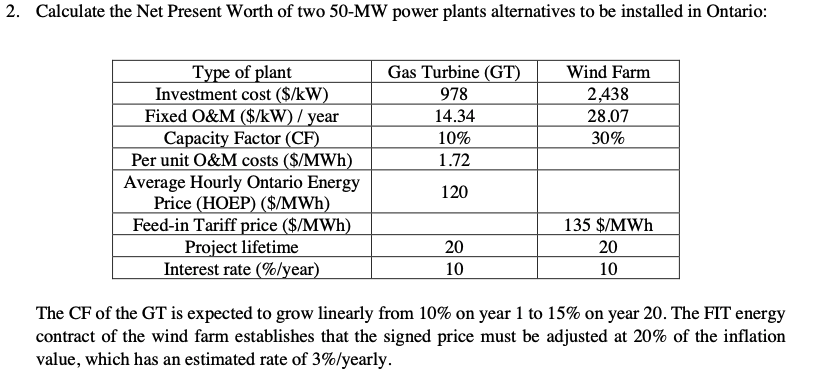 2. Calculate the Net Present Worth of two 50-MW power plants alternatives to be installed in Ontario:
Type of plant Gas Turbine (GT) Wind Farm
Investment cost ($/kW) 978 2,438
Fixed O&M ($/kW) / year 14.34 28.07
Capacity Factor (CF) 10% 30%
Per unit O&M costs ($/MWh) 1.72
Average Hourly Ontario Energy
Price (HOEP) ($/MWh) 120
Feed-in Tariff price ($/MWh) 135 $/MWh
Project lifetime 20 20
Interest rate (%/year) 10 10
The CF of the GT is expected to grow linearly from 10% on year 1 to 15% on year 20. The FIT energy
contract of the wind farm establishes that the signed price must be adjusted at 20% of the inflation
value, which has an estimated rate of 3%/yearly.